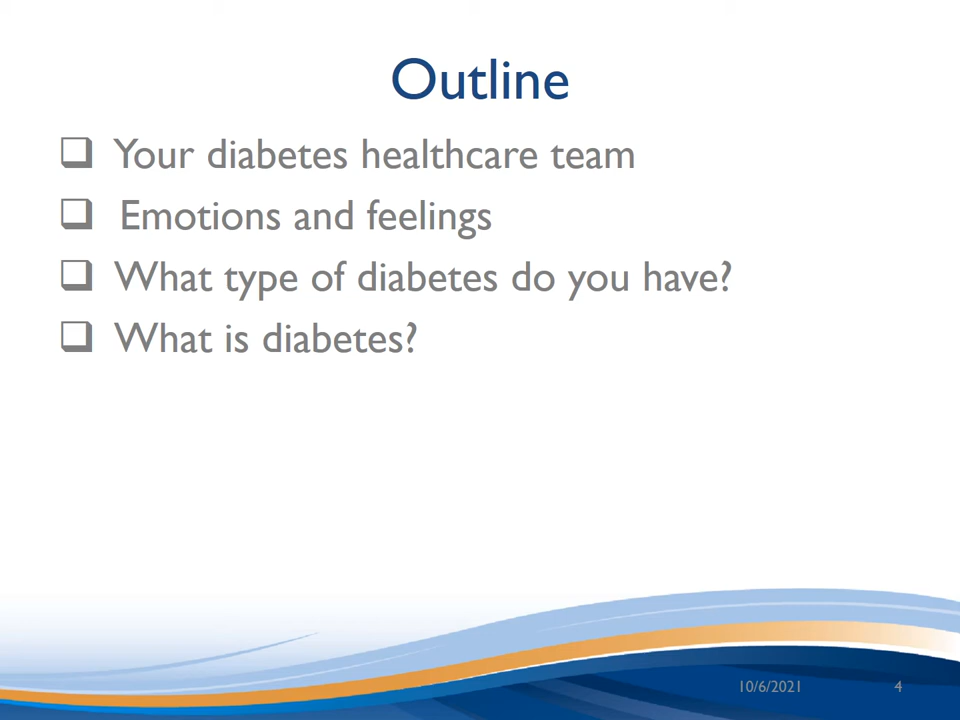 Outline
❑ Your diabetes healthcare team
❑ Emotions and feelings
❑ What type of diabetes do you have?
❑ What is diabetes?
10/6/2021 4